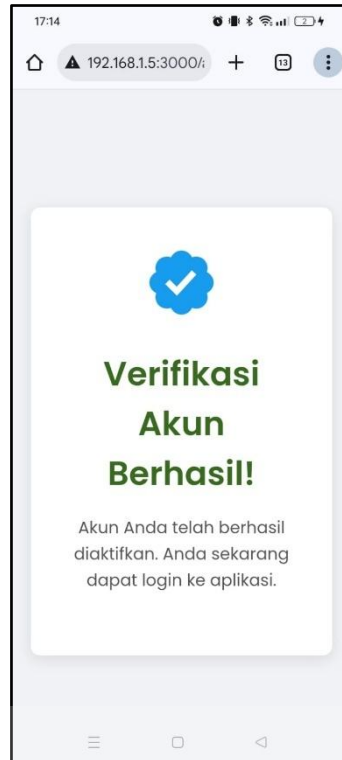 17:14
2
192.168.1.5:3000/
13
Verifikasi
Akun
Berhasil!
Akun Anda telah berhasil
diaktifkan. Anda sekarang
dapat login ke aplikasi.